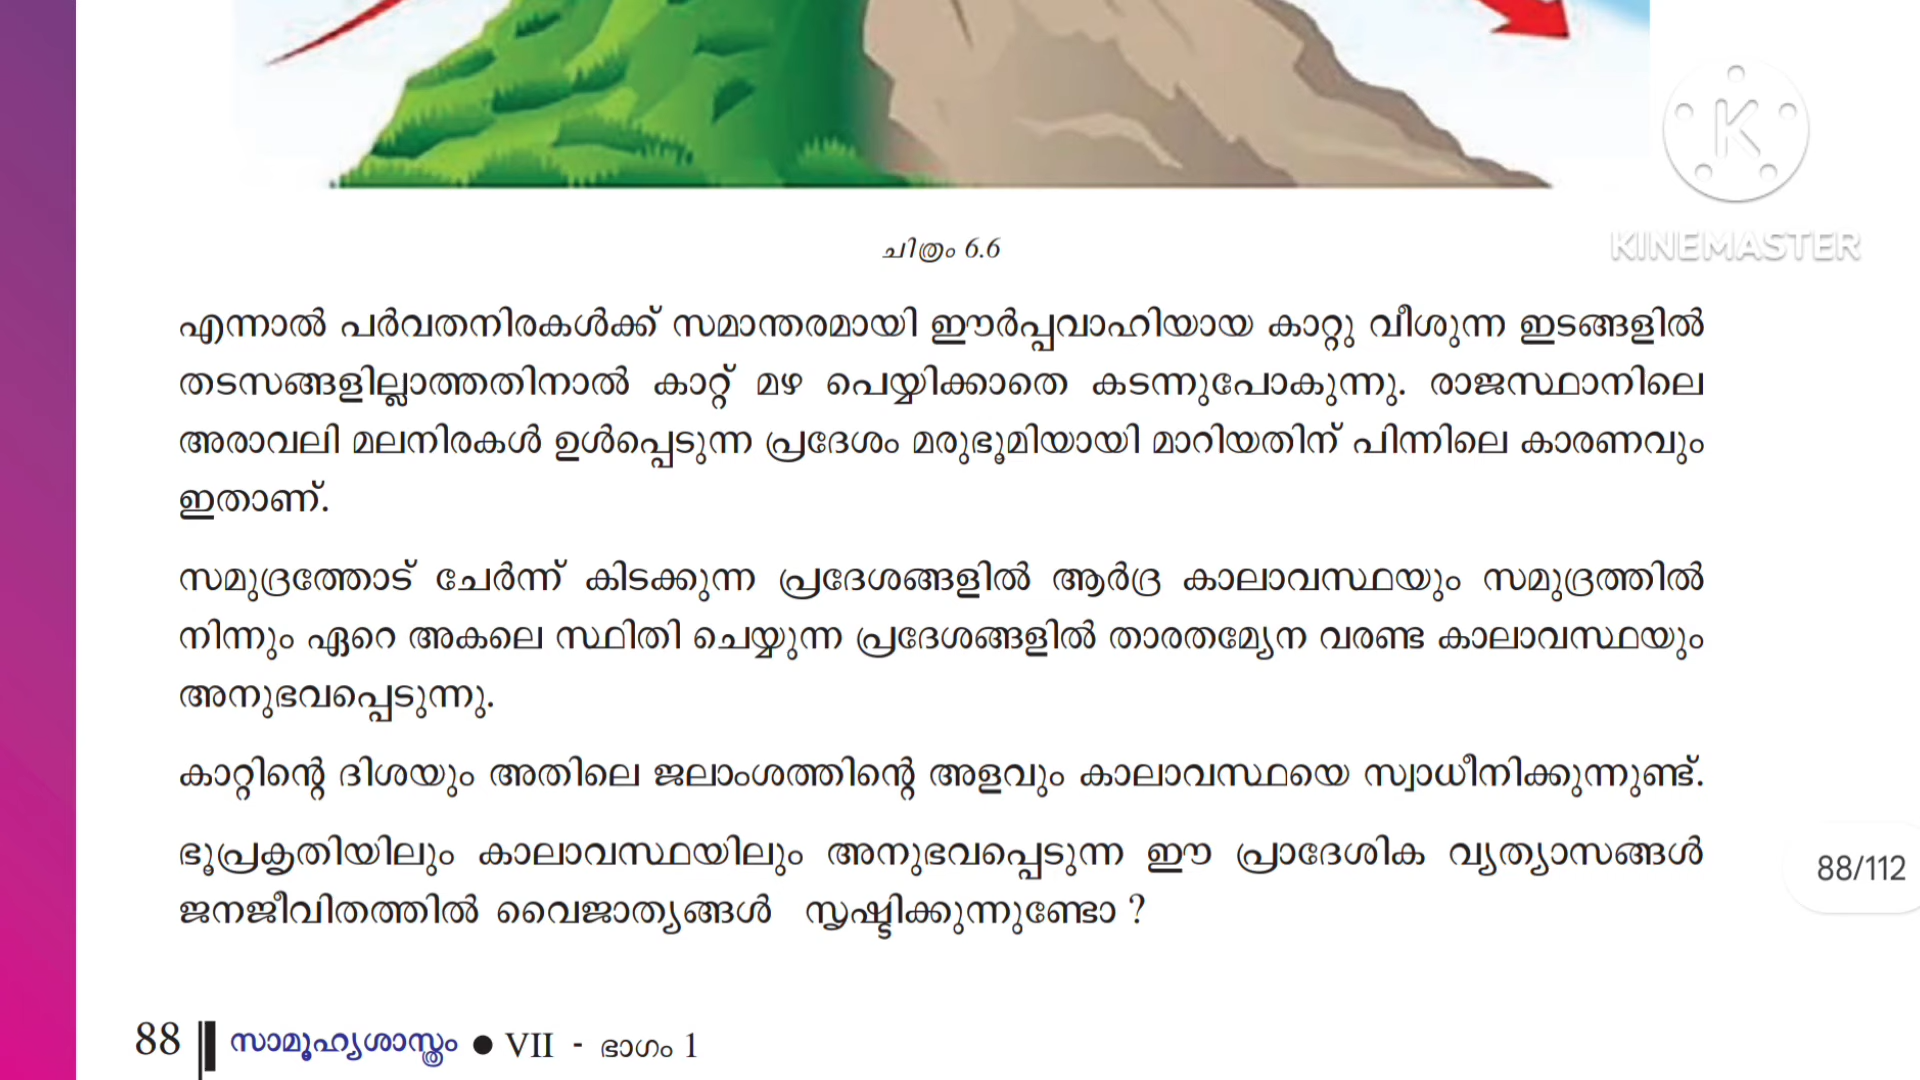 KINEMASTER
ചിത്രം 6.6
എന്നാൽ പർവതനിരകൾക്ക് സമാന്തരമായി ഈർപ്പവാഹിയായ കാറ്റു വീശുന്ന ഇടങ്ങളിൽ
തടസങ്ങളില്ലാത്തതിനാൽ കാറ്റ് മഴ പെയ്യിക്കാതെ കടന്നുപോകുന്നു. രാജസ്ഥാനിലെ
അരാവലി മലനിരകൾ ഉൾപ്പെടുന്ന പ്രദേശം മരുഭൂമിയായി മാറിയതിന് പിന്നിലെ കാരണവും
ഇതാണ്.
സമുദ്രത്തോട് ചേർന്ന് കിടക്കുന്ന പ്രദേശങ്ങളിൽ ആർദ്ര കാലാവസ്ഥയും സമുദ്രത്തിൽ
നിന്നും ഏറെ അകലെ സ്ഥിതി ചെയ്യുന്ന പ്രദേശങ്ങളിൽ താരതമ്യേന വരണ്ട കാലാവസ്ഥയും
അനുഭവപ്പെടുന്നു.
കാറ്റിന്റെ ദിശയും അതിലെ ജലാംശത്തിന്റെ അളവും കാലാവസ്ഥയെ സ്വാധീനിക്കുന്നുണ്ട്.
ഭൂപ്രകൃതിയിലും കാലാവസ്ഥയിലും അനുഭവപ്പെടുന്ന ഈ പ്രാദേശിക വ്യത്യാസങ്ങൾ
ജനജീവിതത്തിൽ വൈജാത്യങ്ങൾ സൃഷ്ടിക്കുന്നുണ്ടോ ?
88/112
88 സാമൂഹ്യശാസ്ത്രം ● VII - ഭാഗം 1